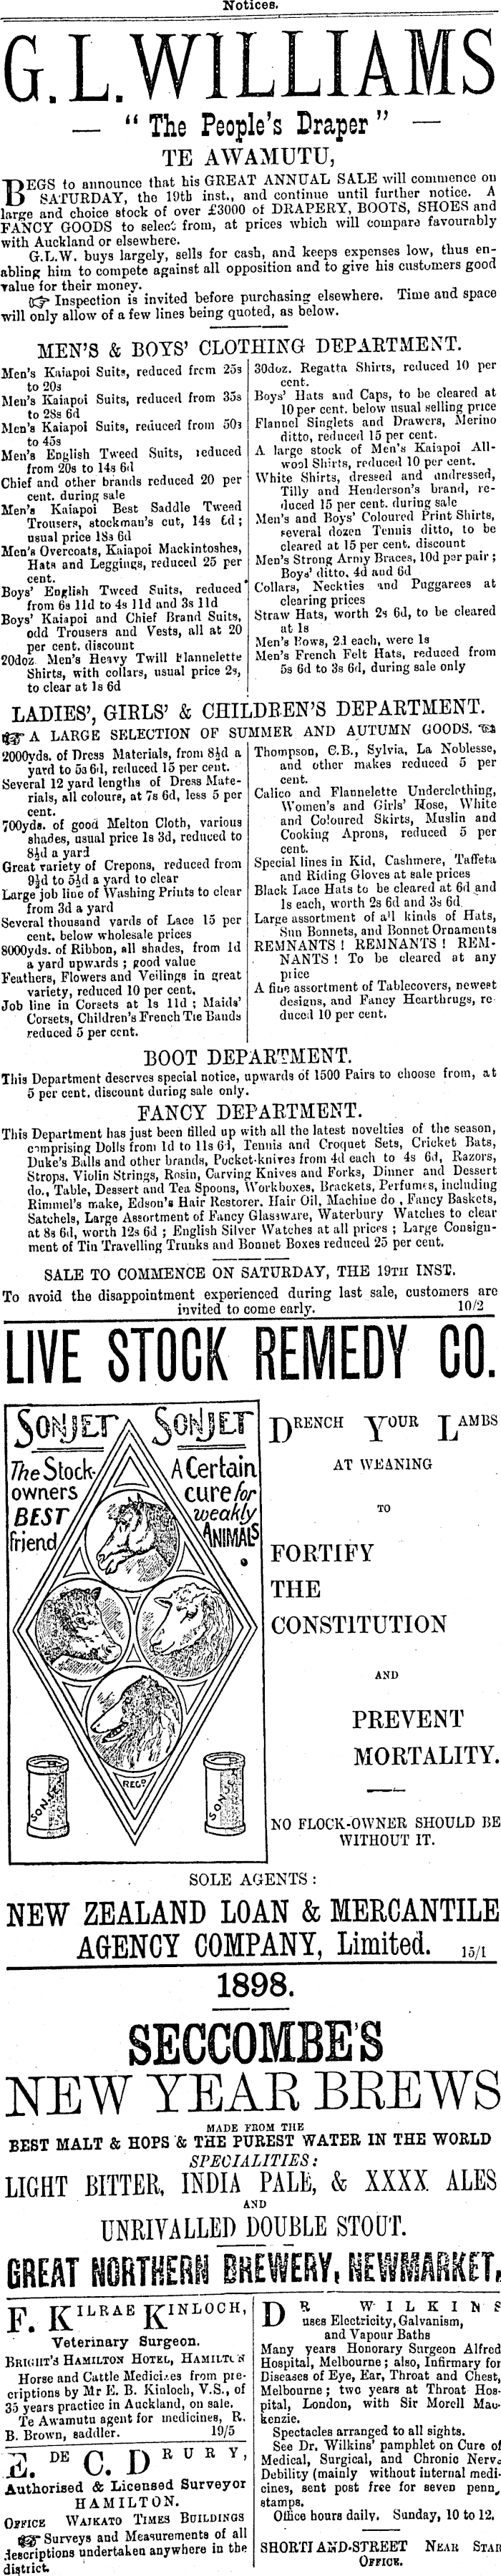 Notices.
G. L. WILLIAMS
— "The People's Draper" —
TE AWAMUTU,
BEGS to announce that his GREAT ANNUAL SALE will commence on
SATURDAY, the 19th inst., and continue until further notice. A
large and choice stock of over £3000 of DRAPERY, BOOTS, SHOES and
FANCY GOODS to select from, at prices which will compare favourably
with Auckland or elsewhere.
G.L.W. buys largely, sells for cash, and keeps expenses low, thus en-
abling him to compete against all opposition and to give his customers good
value for their money.
☞ Inspection is invited before purchasing elsewhere. Time and space
will only allow of a few lines being quoted, as below.
MEN'S & BOYS' CLOTHING DEPARTMENT.
Men's Kaiapoi Suits, reduced from 25s
to 20s
Men's Kaiapoi Suits, reduced from 35s
to 28s 6d
Men's Kaiapoi Suits, reduced from 50s
to 45s
Men's English Tweed Suits, reduced
from 20s to 14s 6d
Chief and other brands reduced 20 per
cent. during sale
Men's Kaiapoi Best Saddle Tweed
Trousers, stockman's cut, 14s 6d;
usual price 18s 6d
Men's Overcoats, Kaiapoi Mackintoshes,
Hats and Leggings, reduced 25 per
cent.
Boys' English Tweed Suits, reduced
from 6s 11d to 4s 11d and 3s 11d
Boys' Kaiapoi and Chief Brand Suits,
odd Trousers and Vests, all at 20
per cent. discount
20doz. Men's Heavy Twill Flannelette
Shirts, with collars, usual price 2s,
to clear at 1s 6d
30doz. Regatta Shirts, reduced 10 per
cent.
Boys' Hats and Caps, to be cleared at
10 per cent. below usual selling price
Flannel Singlets and Drawers, Merino
ditto, reduced 15 per cent.
A large stock of Men's Kaiapoi All-
wool Shirts, reduced 10 per cent.
White Shirts, dressed and undressed,
Tilly and Henderson's brand, re-
duced 15 per cent. during sale
Men's and Boys' Coloured Print Shirts,
several dozen Tennis ditto, to be
cleared at 15 per cent. discount
Men's Strong Army Braces, 10d per pair;
Boys' ditto, 4d and 6d
Collars, Neckties and Puggarees at
clearing prices
Straw Hats, worth 2s 6d, to be cleared
at 1s
Men's Bows, 2d each, were 1s
Men's French Felt Hats, reduced from
5s 6d to 3s 6d, during sale only
LADIES', GIRLS' & CHILDREN'S DEPARTMENT.
☞ A LARGE SELECTION OF SUMMER AND AUTUMN GOODS. ☜
2000yds. of Dress Materials, from 8½d a
yard to 5s 6d, reduced 15 per cent.
Several 12 yard lengths of Dress Mate-
rials, all colours, at 7s 6d, less 5 per
cent.
700yds. of good Melton Cloth, various
shades, usual price 1s 3d, reduced to
8½d a yard
Great variety of Crepons, reduced from
9½d to 5½d a yard to clear
Large job line of Washing Prints to clear
from 3d a yard
Several thousand yards of Lace 15 per
cent. below wholesale prices
8000yds. of Ribbon, all shades, from 1d
a yard upwards; good value
Feathers, Flowers and Veilings in great
variety, reduced 10 per cent.
Job line in Corsets at 1s 11d; Maids'
Corsets, Children's French Tie Bands
reduced 5 per cent.
Thompson, C.B., Sylvia, La Noblesse,
and other makes reduced 5 per
cent.
Calico and Flannelette Underclothing,
Women's and Girls' Hose, White
and Coloured Skirts, Muslin and
Cooking Aprons, reduced 5 per
cent.
Special lines in Kid, Cashmere, Taffeta
and Riding Gloves at sale prices
Black Lace Hats to be cleared at 6d and
1s each, worth 2s 6d and 3s 6d
Large assortment of all kinds of Hats,
Sun Bonnets, and Bonnet Ornaments
REMNANTS! REMNANTS! REM-
NANTS! To be cleared at any
price
A fine assortment of Tablecovers, newest
designs, and Fancy Hearthrugs, re
duced 10 per cent.
BOOT DEPARTMENT.
This Department deserves special notice, upwards of 1500 Pairs to choose from, at
5 per cent. discount during sale only.
FANCY DEPARTMENT.
This Department has just been filled up with all the latest novelties of the season,
comprising Dolls from 1d to 11s 6d, Tennis and Croquet Sets, Cricket Bats,
Duke's Balls and other brands, Pocket-knives from 4d each to 4s 6d, Razors,
Strops, Violin Strings, Rosin, Carving Knives and Forks, Dinner and Dessert
do., Table, Dessert and Tea Spoons, Workboxes, Brackets, Perfumes, including
Rimmel's make, Edson's Hair Restorer, Hair Oil, Machine do, Fancy Baskets,
Satchels, Large Assortment of Fancy Glassware, Waterbury Watches to clear
at 8s 6d, worth 12s 6d; English Silver Watches at all prices; Large Consign-
ment of Tin Travelling Trunks and Bonnet Boxes reduced 25 per cent.
SALE TO COMMENCE ON SATURDAY, THE 19TH INST.
To avoid the disappointment experienced during last sale, customers are
invited to come early. 10/2
LIVE STOCK REMEDY CO.
SONJET SONJET
The Stock-
owners
BEST
friend
A Certain
cure for
weakly
ANIMALS
REGD
SONJET
SONJET
DRENCH YOUR LAMBS
AT WEANING
TO
FORTIFY
THE
CONSTITUTION
AND
PREVENT
MORTALITY.
NO FLOCK-OWNER SHOULD BE
WITHOUT IT.
SOLE AGENTS:
NEW ZEALAND LOAN & MERCANTILE
AGENCY COMPANY, Limited. 15/1
1898.
SECCOMBE'S
NEW YEAR BREWS
MADE FROM THE
BEST MALT & HOPS & THE PUREST WATER IN THE WORLD
SPECIALITIES:
LIGHT BITTER, INDIA PALE, & XXXX ALES
AND
UNRIVALLED DOUBLE STOUT.
GREAT NORTHERN BREWERY, NEWMARKET,
F. KILRAE KINLOCH,
Veterinary Surgeon.
BRIGHT'S HAMILTON HOTEL, HAMILTON
Horse and Cattle Medicines from pre-
criptions by Mr E. B. Kinloch, V.S., of
35 years practice in Auckland, on sale.
Te Awamutu agent for medicines, R.
B. Brown, saddler. 19/5
E. DE C. DRURY,
Authorised & Licensed Surveyor
HAMILTON.
OFFICE WAIKATO TIMES BUILDINGS
☞ Surveys and Measurements of all
descriptions undertaken anywhere in the
district.
DR WILKINS
uses Electricity, Galvanism,
and Vapour Baths
Many years Honorary Surgeon Alfred
Hospital, Melbourne; also, Infirmary for
Diseases of Eye, Ear, Throat and Chest,
Melbourne; two years at Throat Hos-
pital, London, with Sir Morell Mac-
kenzie.
Spectacles arranged to all sights.
See Dr. Wilkins' pamphlet on Cure of
Medical, Surgical, and Chronic Nerve
Debility (mainly without internal medi-
cines, sent post free for seven penny
stamps.
Office hours daily. Sunday, 10 to 12.
SHORTLAND-STREET NEAR STAR
OFFICE.